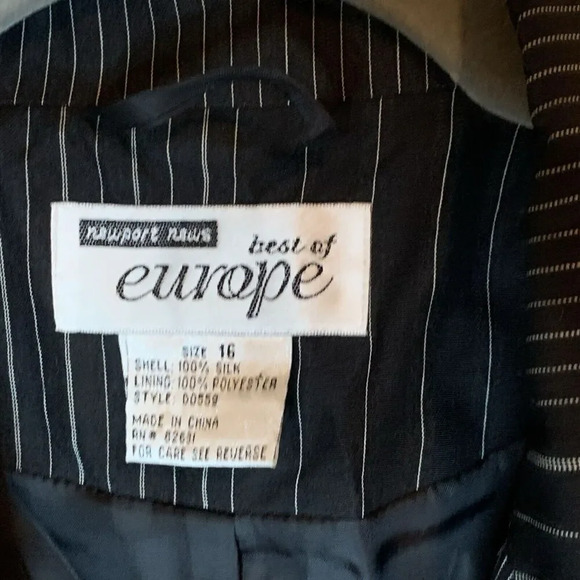 newport news
best of
europe
SIZE 16
SHELL: 100% SILK
LINING: 100% POLYESTER
STYLE: D0559
MADE IN CHINA
RN# 82631
FOR CARE SEE REVERSE